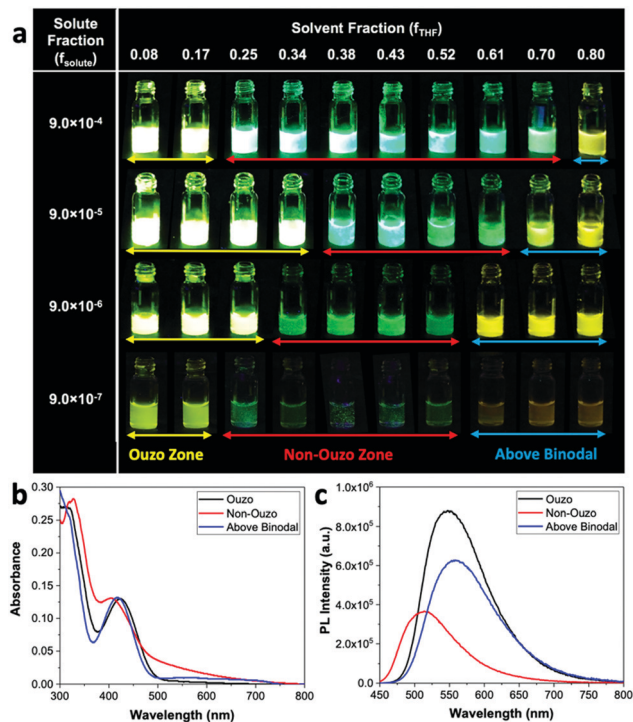 a
Solute Fraction (f_solute)
Solvent Fraction (f_THF)
0.08 0.17 0.25 0.34 0.38 0.43 0.52 0.61 0.70 0.80
9.0×10⁻⁴
9.0×10⁻⁵
9.0×10⁻⁶
9.0×10⁻⁷
Ouzo Zone
Non-Ouzo Zone
Above Binodal
b
0.30
0.25
0.20
0.15
0.10
0.05
0.00
Absorbance
Ouzo
Non-Ouzo
Above Binodal
300 400 500 600 700 800
Wavelength (nm)
c
1.0x10⁶
8.0x10⁵
6.0x10⁵
4.0x10⁵
2.0x10⁵
0.0
PL Intensity (a.u.)
Ouzo
Non-Ouzo
Above Binodal
450 500 550 600 650 700 750 800
Wavelength (nm)